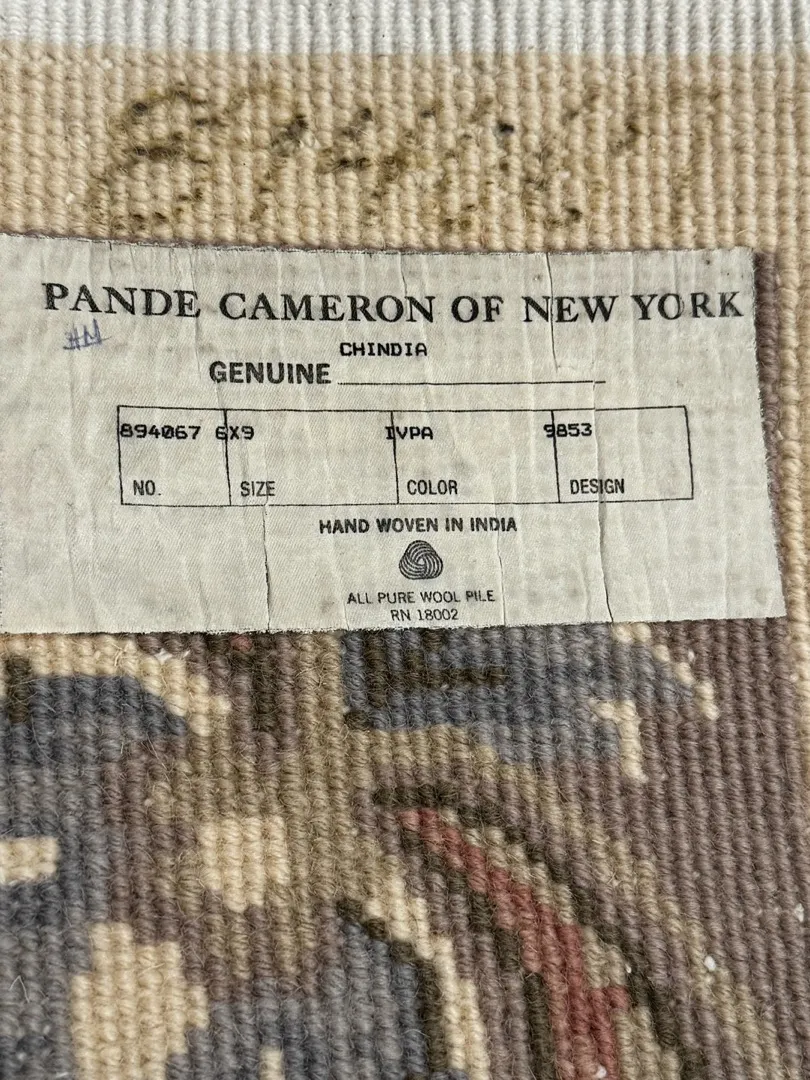 PANDE CAMERON OF NEW YORK
#M
CHINDIA
GENUINE
894067 6X9 IVPA 9853
NO. SIZE COLOR DESIGN
HAND WOVEN IN INDIA
ALL PURE WOOL PILE
RN 18002